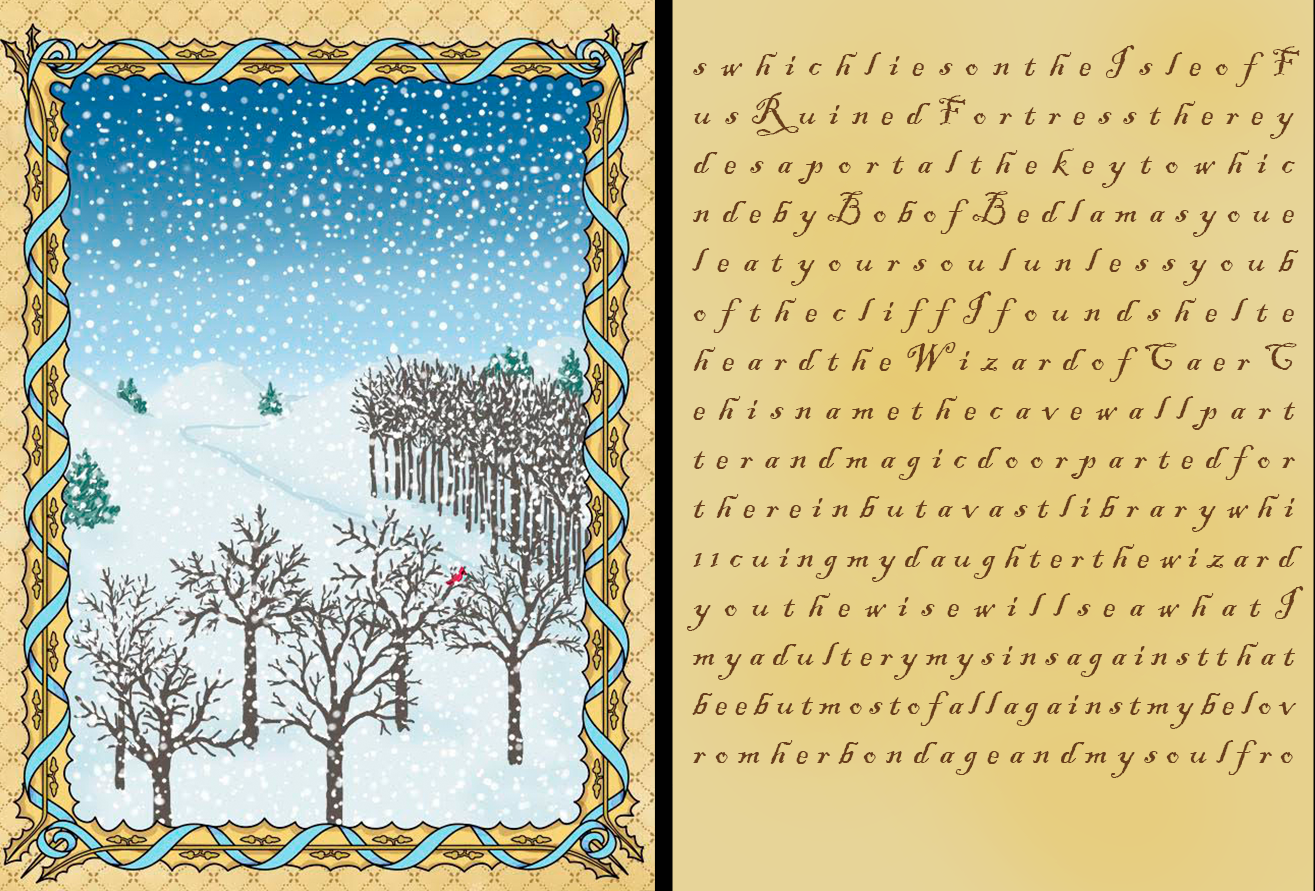 swhichliesontheIsleofF
usRuinedFortresstherey
desaportalthekeytowhic
ndebyBobofBedlamasyoue
leatyoursoulunlessyoub
ofthecliffIfoundshelte
heardtheWizardofCaerC
ehisnamethecavewallpart
terandmagicdoorpartedfor
thereinbutavastlibrarywhi
11cuingmydaughterthewizard
youthewisewillseawhatI
myadulterymysinsagainstthat
beebutmostofallagainstmybelov
romherbondageandmysoulfro